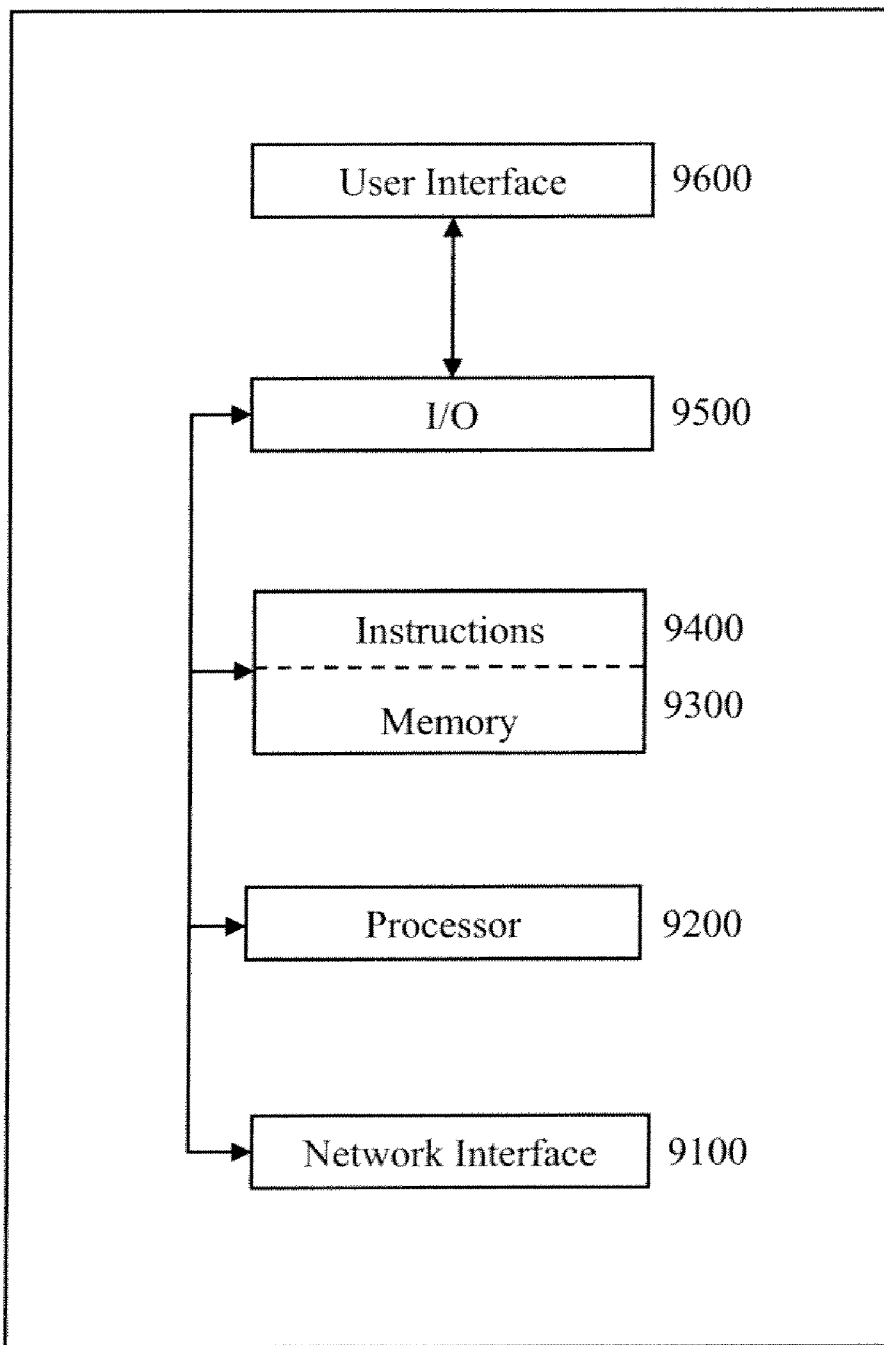 User Interface 9600
I/O 9500
Instructions 9400
Memory 9300
Processor 9200
Network Interface 9100